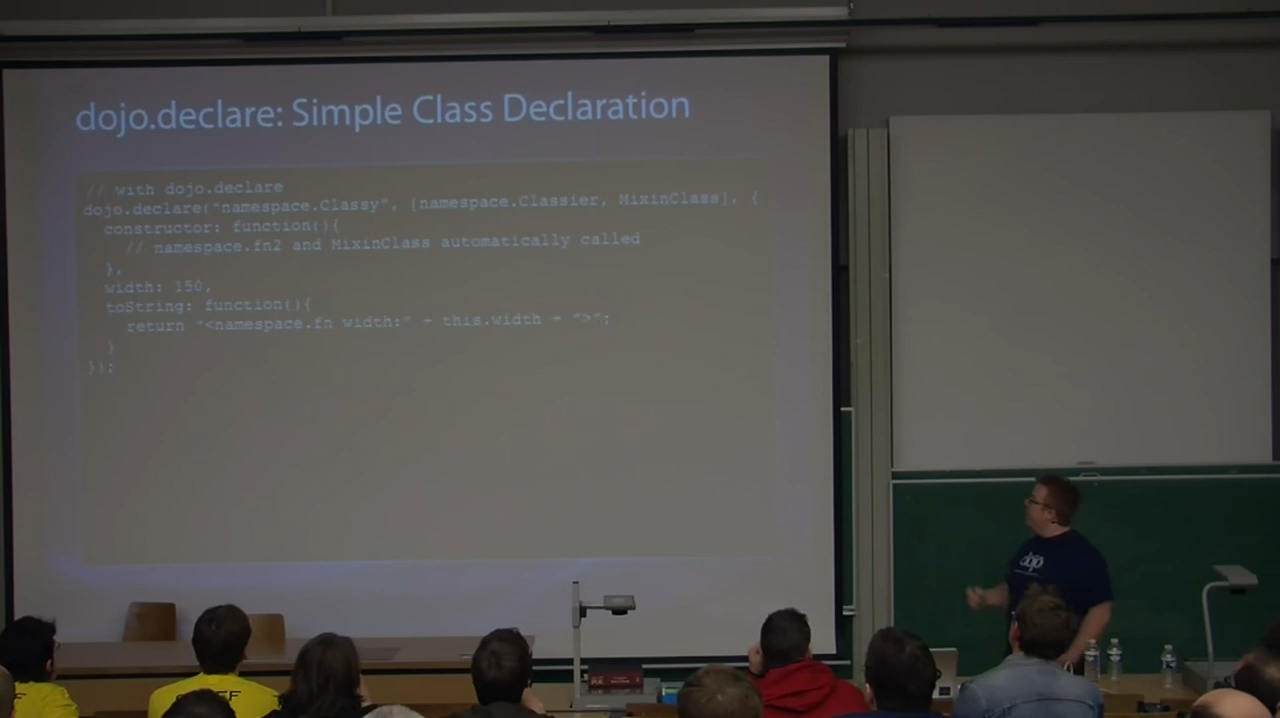 dojo.declare: Simple Class Declaration
// with dojo.declare
dojo.declare("namespace.Classy", [namespace.Classier, MixinClass], {
constructor: function(){
// namespace.fn2 and MixinClass automatically called
},
width: 150,
toString: function(){
return "<namespace.fn width:" + this.width + ">";
}
});
dojo